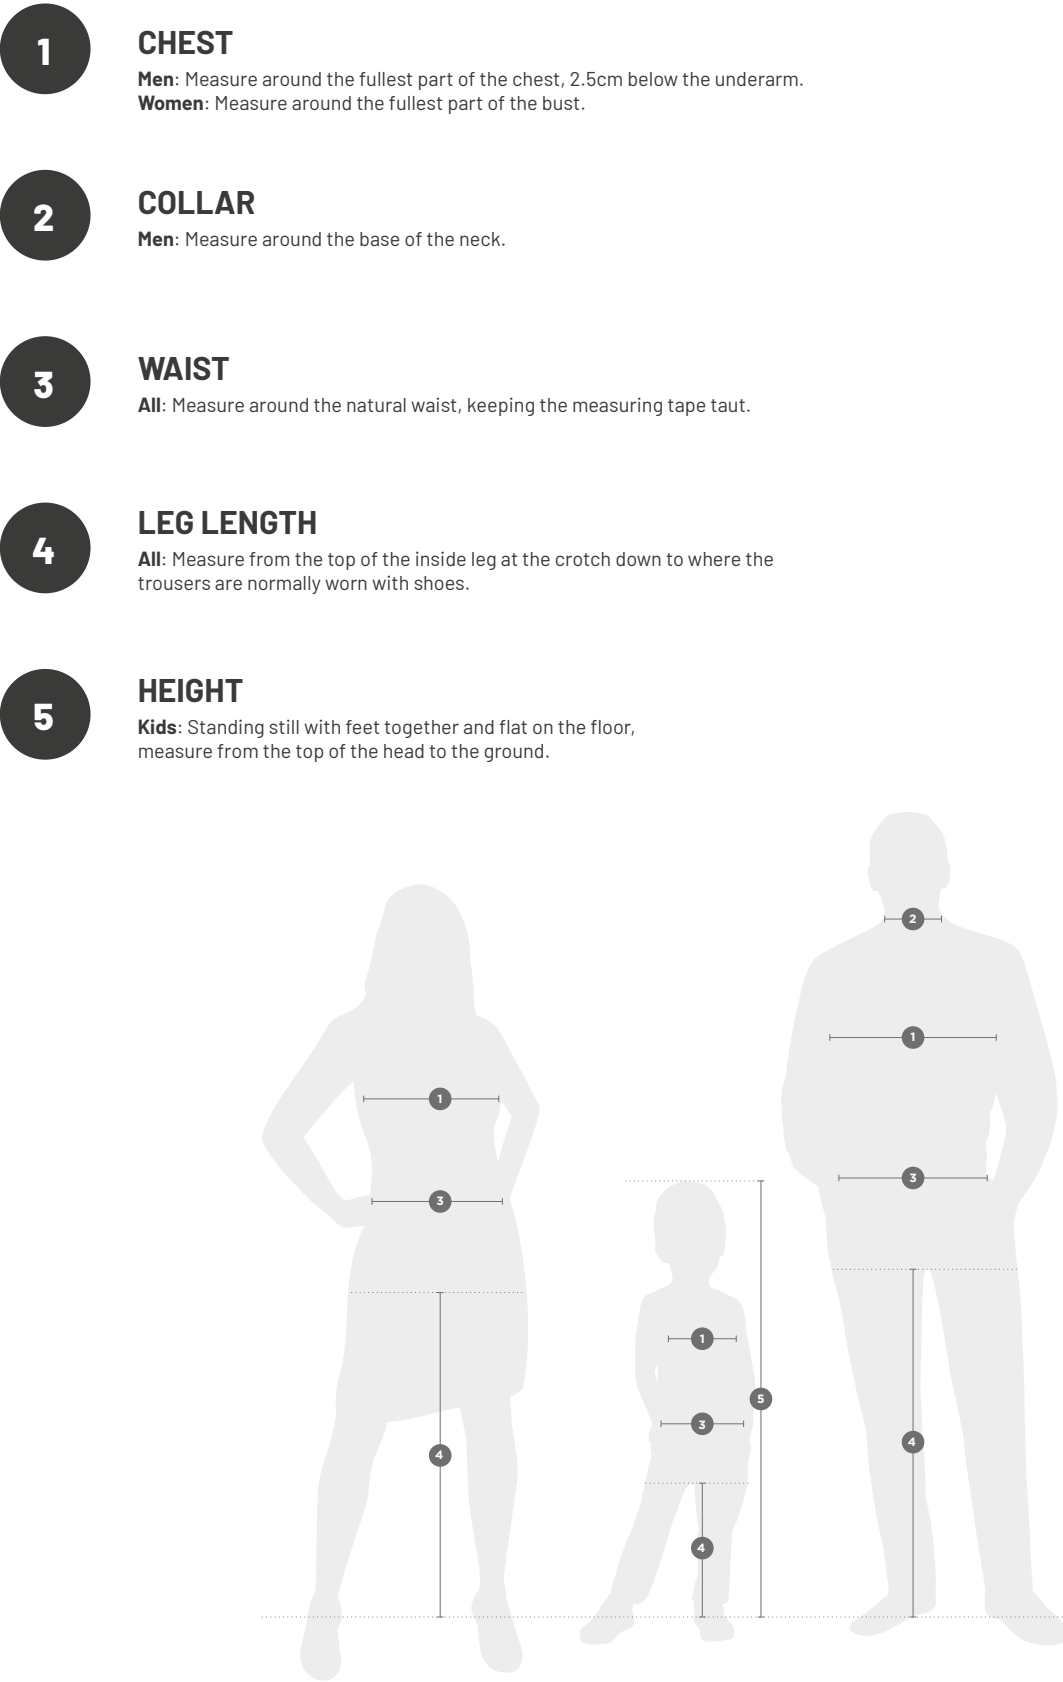 1
CHEST
Men: Measure around the fullest part of the chest, 2.5cm below the underarm.
Women: Measure around the fullest part of the bust.
2
COLLAR
Men: Measure around the base of the neck.
3
WAIST
All: Measure around the natural waist, keeping the measuring tape taut.
4
LEG LENGTH
All: Measure from the top of the inside leg at the crotch down to where the
trousers are normally worn with shoes.
5
HEIGHT
Kids: Standing still with feet together and flat on the floor,
measure from the top of the head to the ground.
2
1
1
3
3
1
5
3
4
4
4